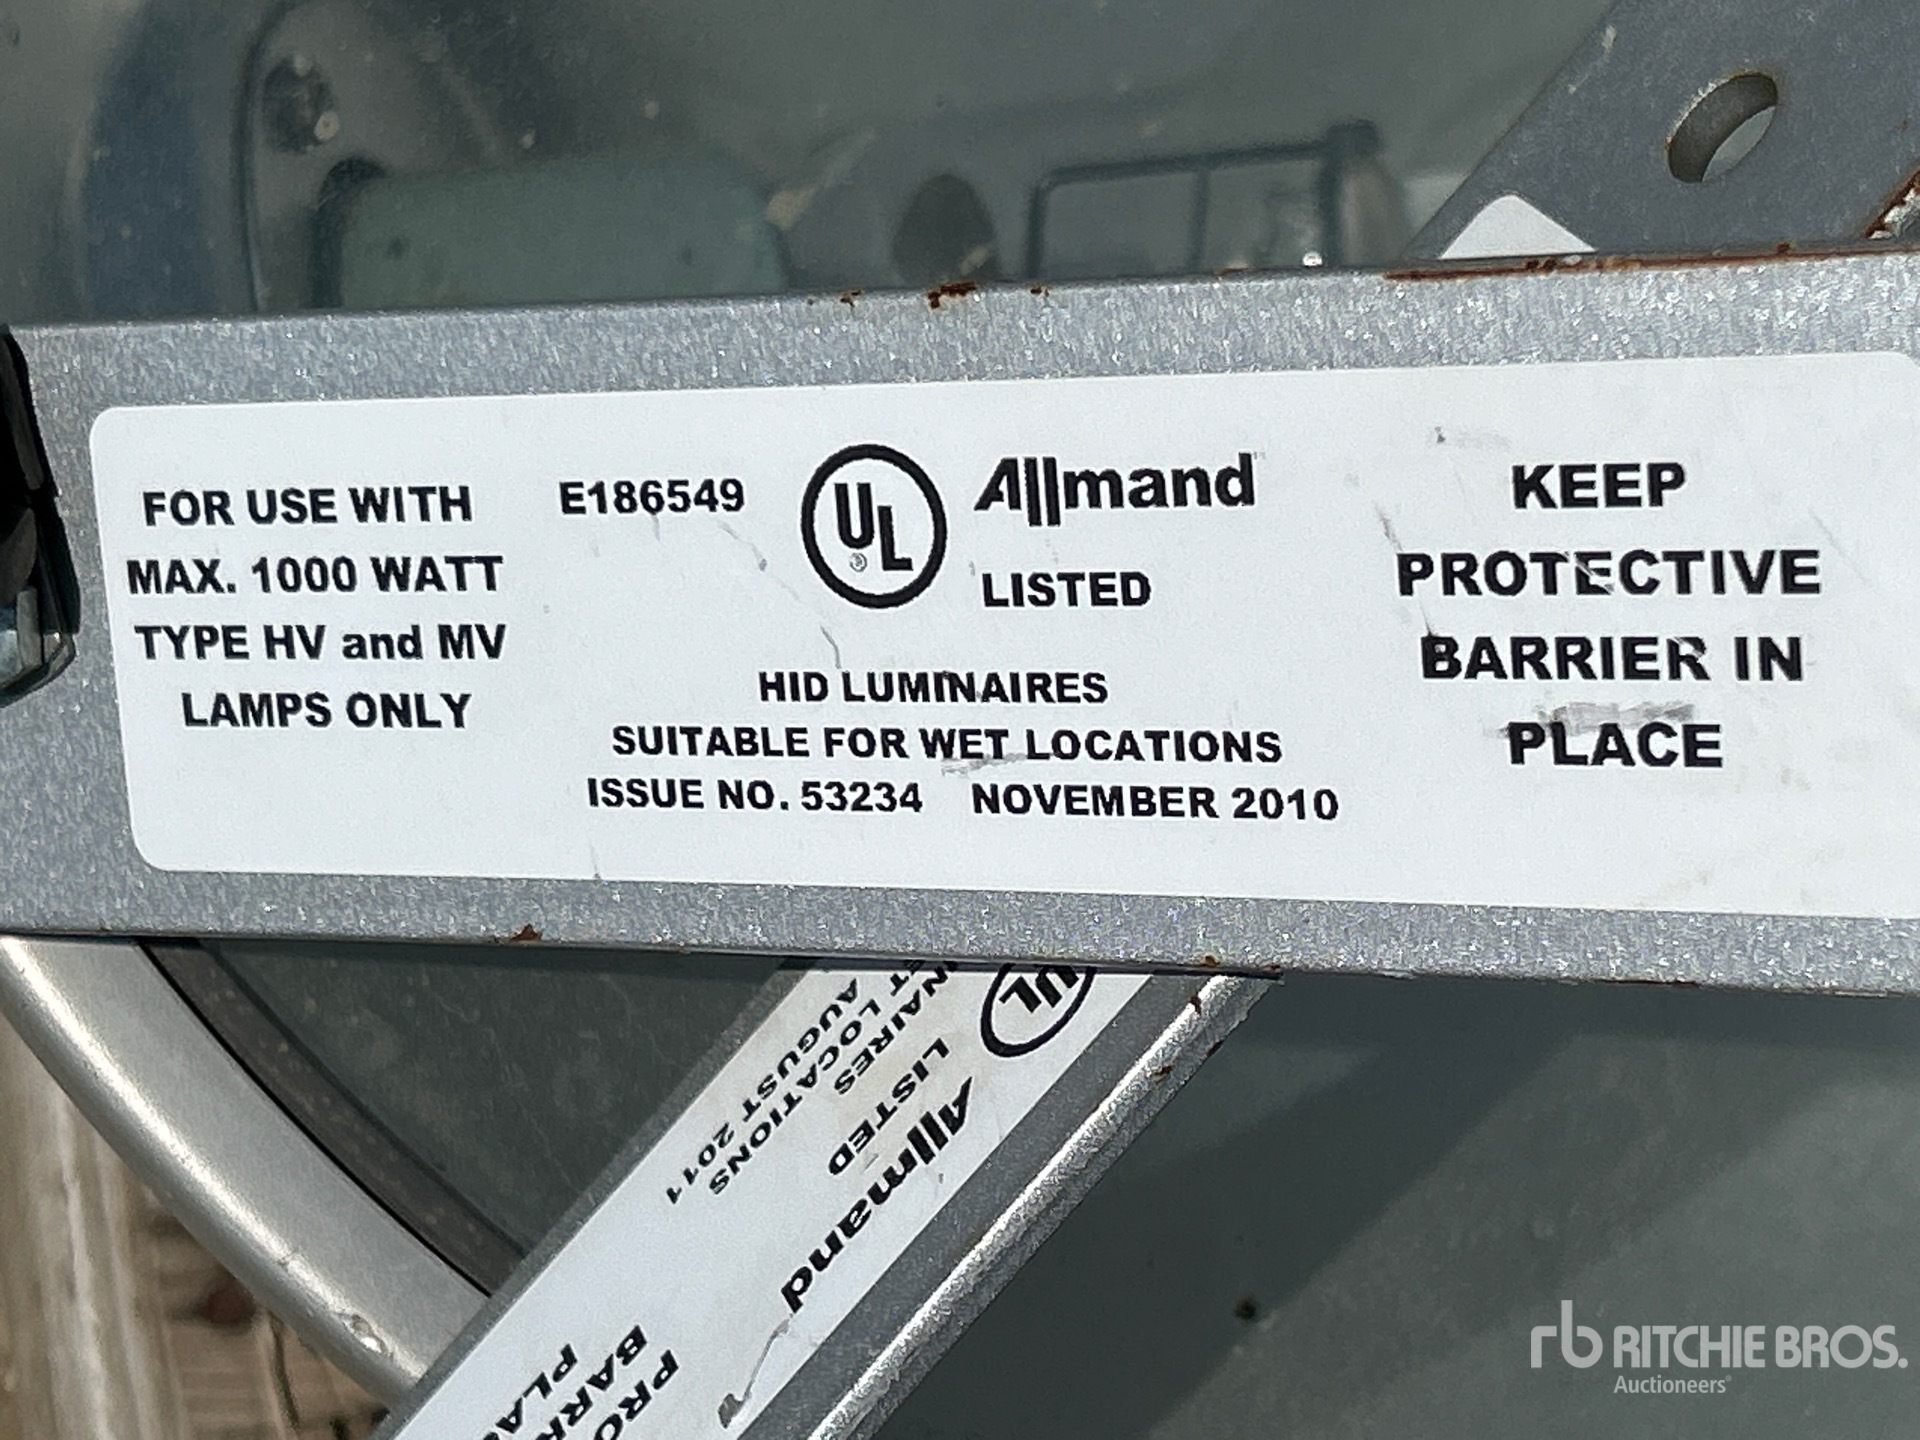 FOR USE WITH
MAX. 1000 WATT
TYPE HV and MV
LAMPS ONLY
E186549
UL
®
Allmand
LISTED
HID LUMINAIRES
SUITABLE FOR WET LOCATIONS
ISSUE NO. 53234 NOVEMBER 2010
KEEP
PROTECTIVE
BARRIER IN
PLACE
UL
Allmand
LISTED
LOCATIONS
AUGUST 2011
rb RITCHIE BROS.
Auctioneers